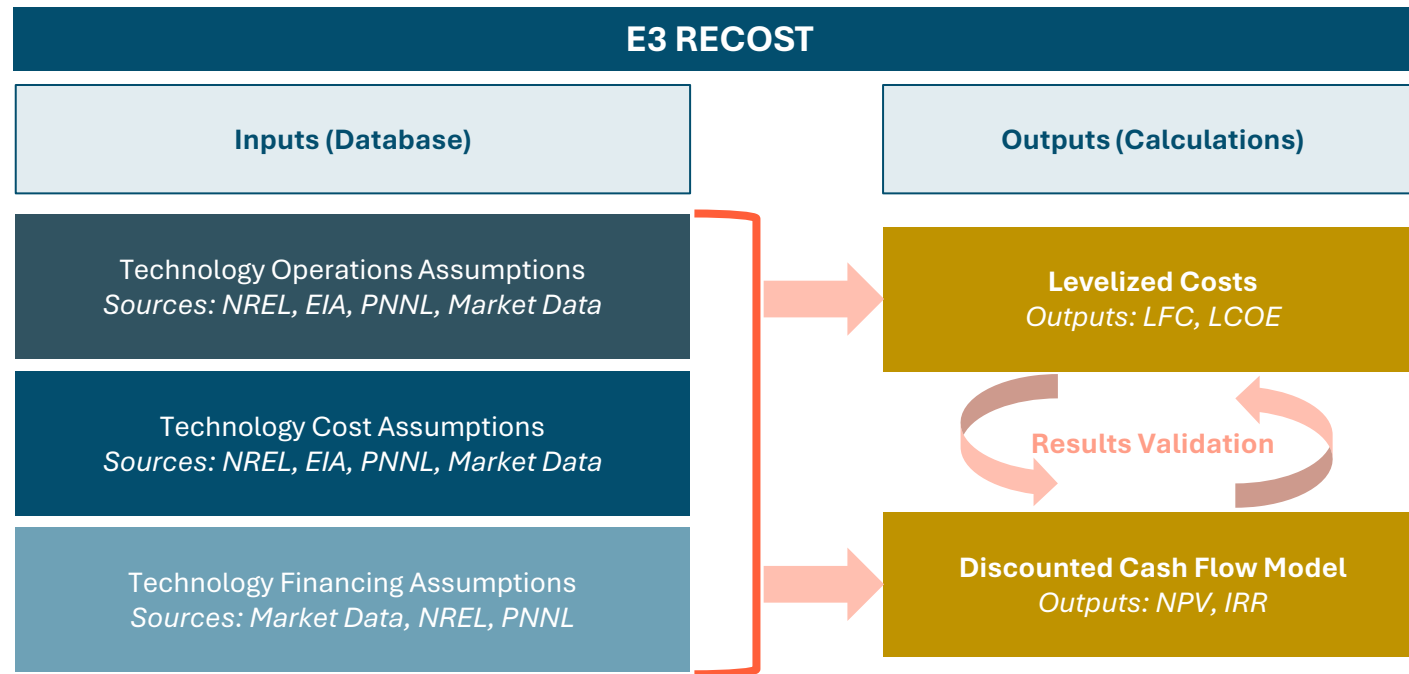 E3 RECOST
Inputs (Database)
Technology Operations Assumptions
Sources: NREL, EIA, PNNL, Market Data
Technology Cost Assumptions
Sources: NREL, EIA, PNNL, Market Data
Technology Financing Assumptions
Sources: Market Data, NREL, PNNL
Outputs (Calculations)
Levelized Costs
Outputs: LFC, LCOE
Results Validation
Discounted Cash Flow Model
Outputs: NPV, IRR